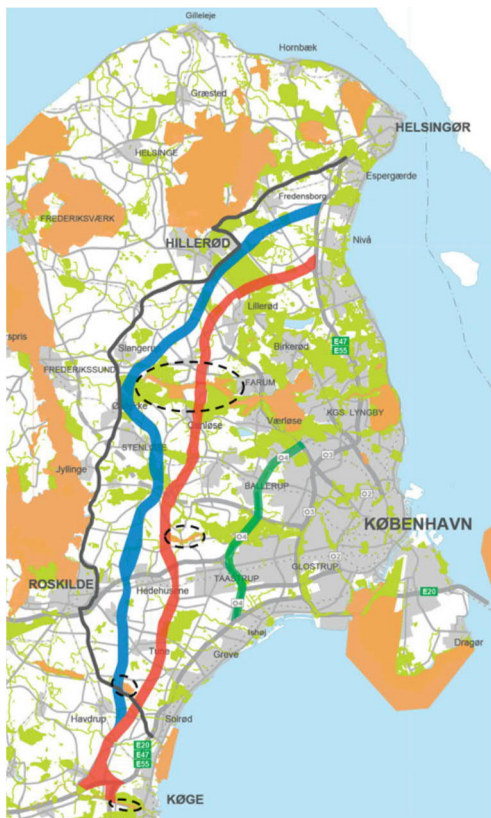 Gilleleje
Hornbæk
Græsted
HELSINGØR
HELSINGE
Espergærde
Fredensborg
FREDERIKSVÆRK
HILLERØD
Nivå
Lillerød
E47
E55
Birkerød
Slangerup
FREDERIKSSUND
FARUM
KGS. LYNGBY
Værløse
STENLØSE
Jyllinge
O4
O3
O2
BALLERUP
O3
KØBENHAVN
O4
O2
GLOSTRUP
ROSKILDE
Hedehusene
TAASTRUP
E20
O4
Ishøj
Dragør
Tune
Greve
Havdrup
Solrød
E20
E47
E55
KØGE